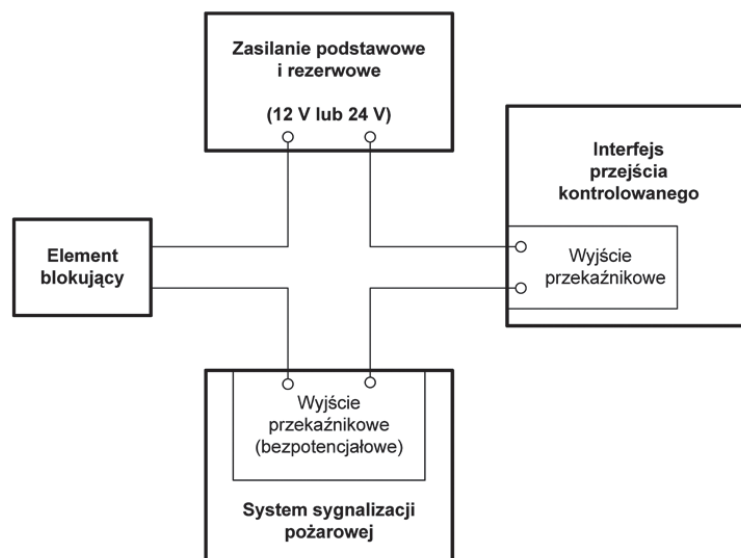 Zasilanie podstawowe
i rezerwowe
(12 V lub 24 V)
Interfejs
przejścia
kontrolowanego
Wyjście
przekaźnikowe
Element
blokujący
Wyjście
przekaźnikowe
(bezpotencjałowe)
System sygnalizacji
pożarowej